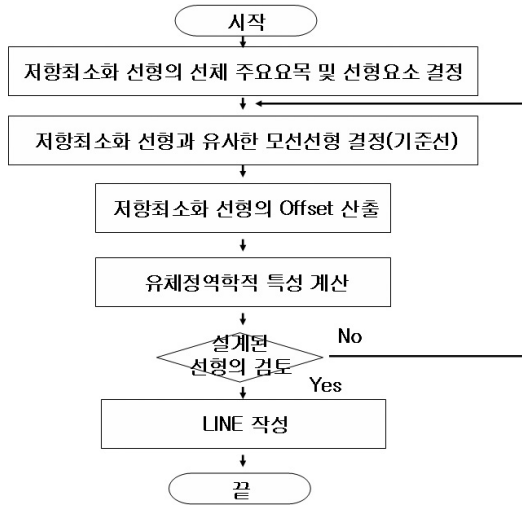 시작
저항최소화 선형의 선체 주요요목 및 선형요소 결정
저항최소화 선형과 유사한 모선선형 결정(기준선)
저항최소화 선형의 Offset 산출
유체정역학적 특성 계산
설계된
선형의 검토
No
Yes
LINE 작성
끝